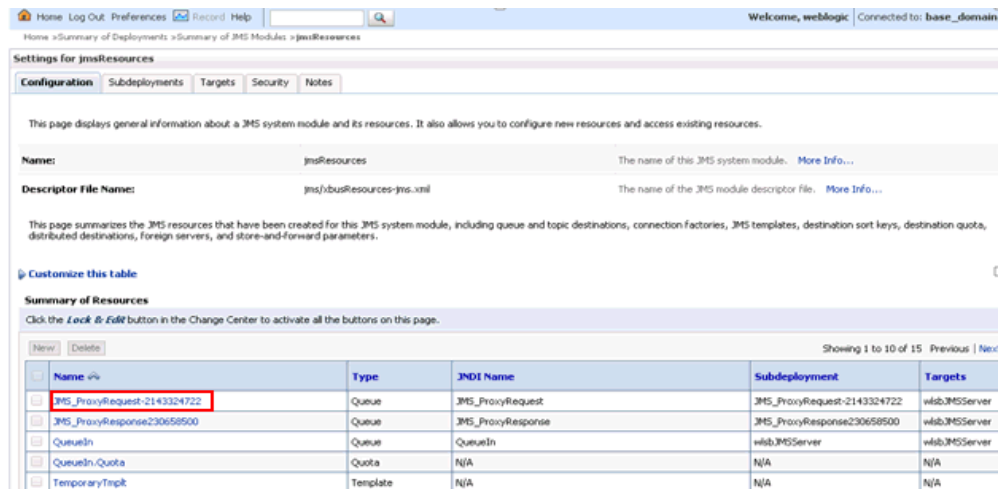 Home Log Out Preferences Record Help
Welcome, weblogic Connected to: base_domain
Home >Summary of Deployments >Summary of JMS Modules >jmsResources
Settings for jmsResources
Configuration Subdeployments Targets Security Notes
This page displays general information about a JMS system module and its resources. It also allows you to configure new resources and access existing resources.
Name: jmsResources The name of this JMS system module. More Info...
Descriptor File Name: jms/xbusResources-jms.xml The name of the JMS module descriptor file. More Info...
This page summarizes the JMS resources that have been created for this JMS system module, including queue and topic destinations, connection factories, JMS templates, destination sort keys, destination quota,
distributed destinations, foreign servers, and store-and-forward parameters.
Customize this table
Summary of Resources
Click the Lock & Edit button in the Change Center to activate all the buttons on this page.
New Delete Showing 1 to 10 of 15 Previous | Next
Name Type JNDI Name Subdeployment Targets
JMS_ProxyRequest-2143324722 Queue JMS_ProxyRequest JMS_ProxyRequest-2143324722 wlsbJMSServer
JMS_ProxyResponse230658500 Queue JMS_ProxyResponse JMS_ProxyResponse230658500 wlsbJMSServer
QueueIn Queue QueueIn wlsbJMSServer wlsbJMSServer
QueueIn.Quota Quota N/A N/A N/A
TemporaryTmplt Template N/A N/A N/A